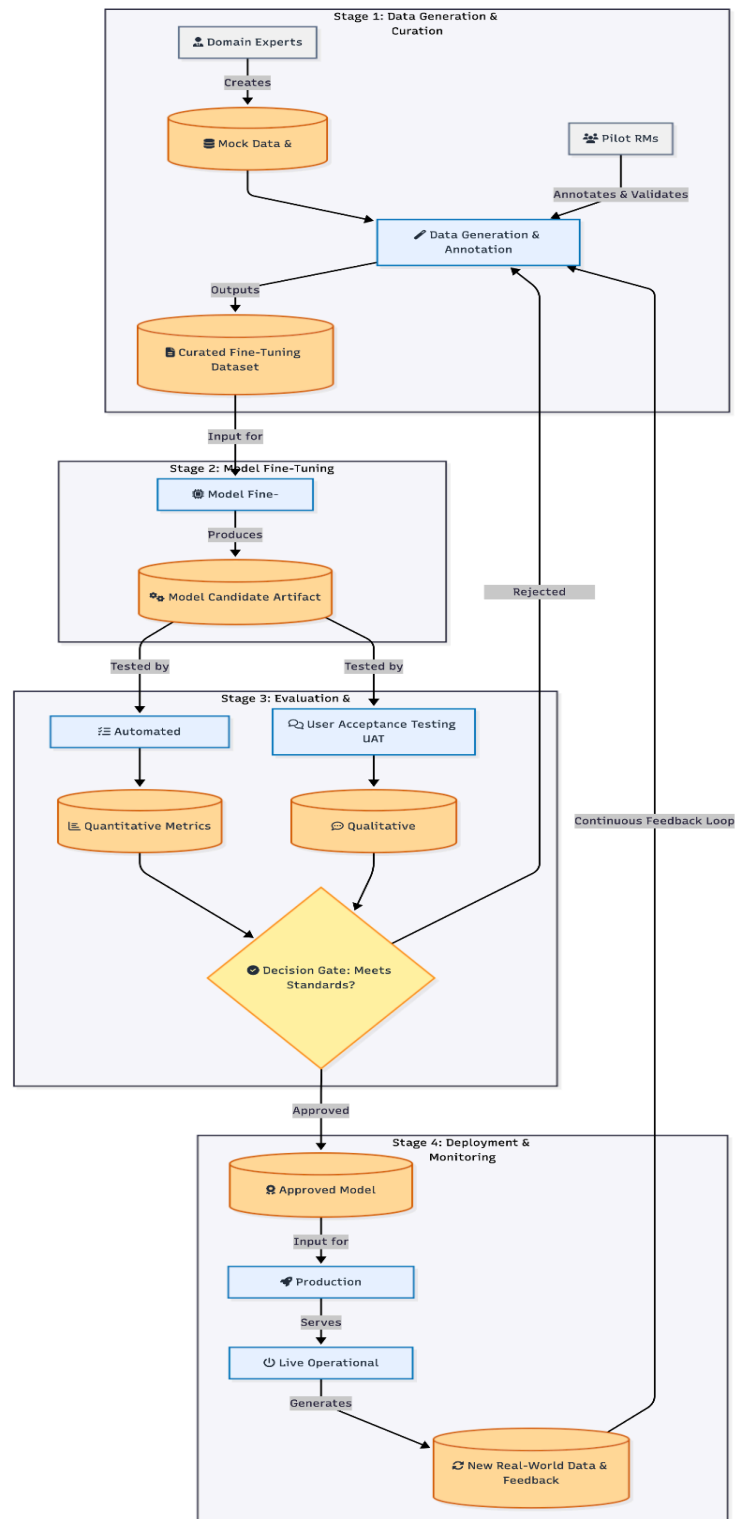 Stage 1: Data Generation &
Curation
Domain Experts
Creates
Mock Data &
Pilot RMs
Annotates & Validates
Data Generation &
Annotation
Outputs
Curated Fine-Tuning
Dataset
Input for
Stage 2: Model Fine-Tuning
Model Fine-
Produces
Model Candidate Artifact
Rejected
Tested by
Tested by
Stage 3: Evaluation &
Automated
User Acceptance Testing
UAT
Quantitative Metrics
Qualitative
Continuous Feedback Loop
Decision Gate: Meets
Standards?
Approved
Stage 4: Deployment &
Monitoring
Approved Model
Input for
Production
Serves
Live Operational
Generates
New Real-World Data &
Feedback